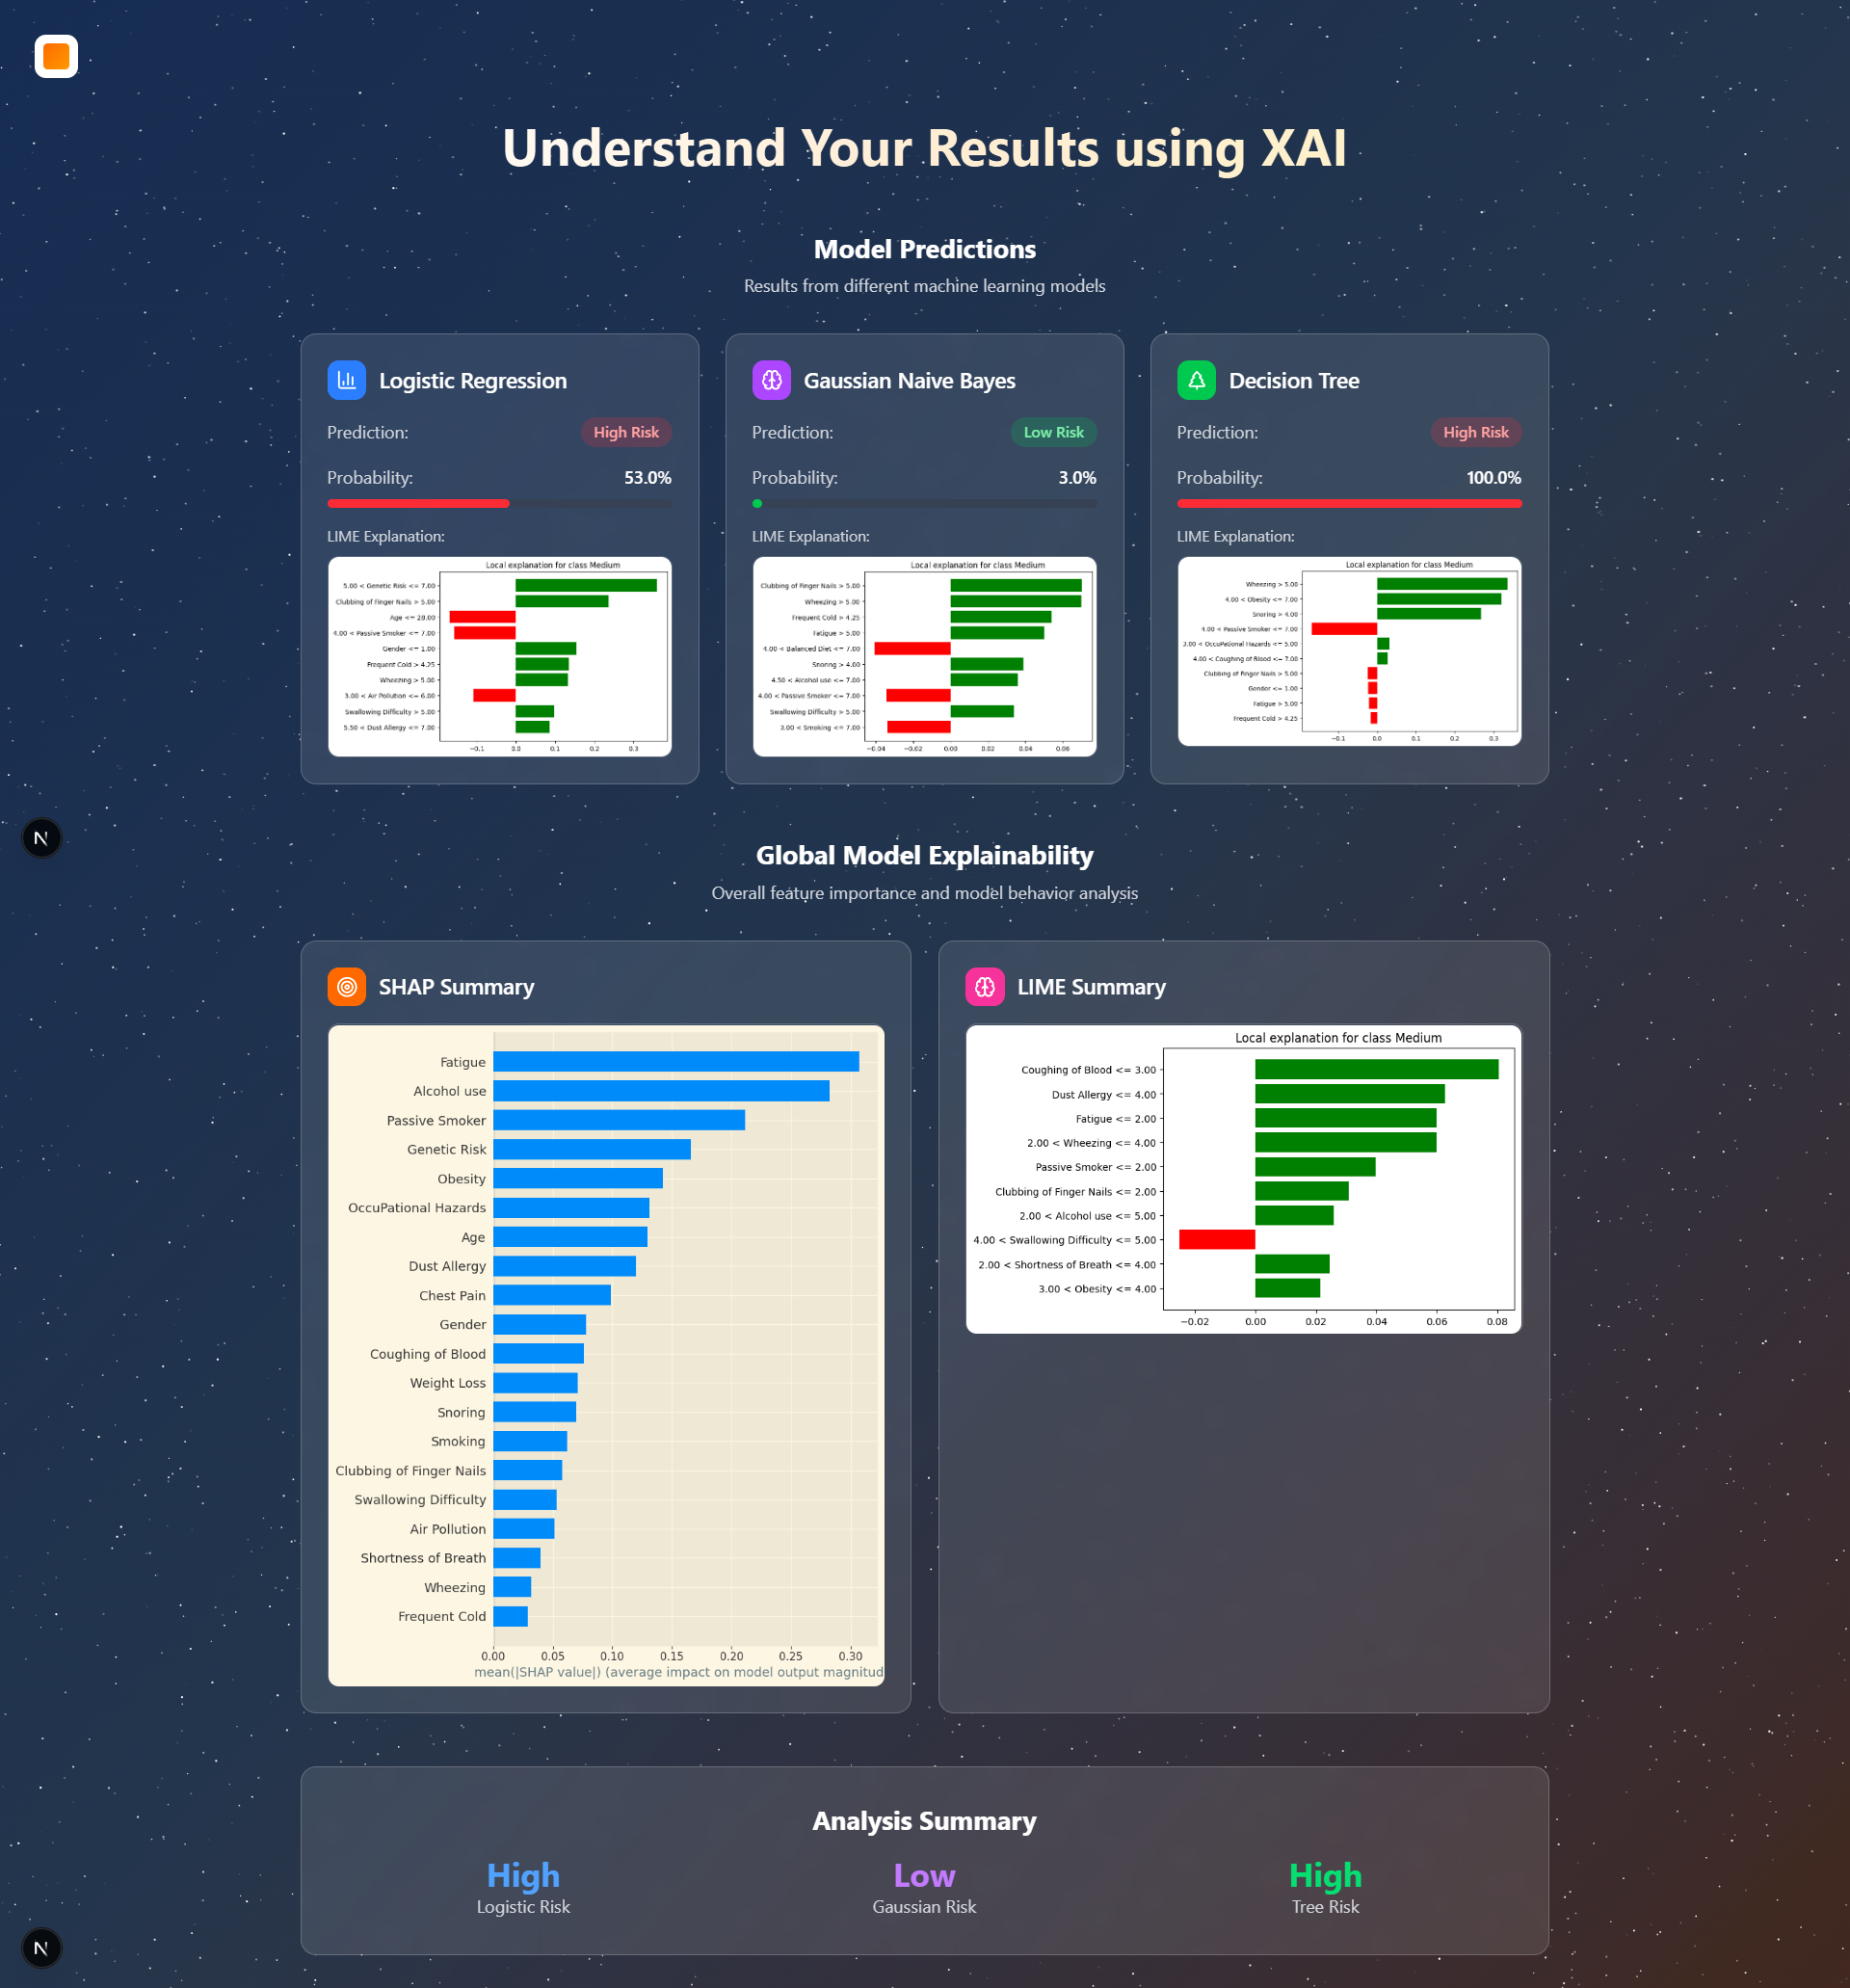 Understand Your Results using XAI
Model Predictions
Results from different machine learning models
Logistic Regression
Prediction:
High Risk
Probability:
53.0%
LIME Explanation:
Local explanation for class Medium
5.00 < Genetic Risk <= 7.00
Clubbing of Finger Nails > 5.00
Age <= 28.00
4.00 < Passive Smoker <= 7.00
Gender <= 1.00
Frequent Cold > 4.25
Wheezing > 5.00
3.00 < Air Pollution <= 6.00
Swallowing Difficulty > 5.00
5.50 < Dust Allergy <= 7.00
−0.1 0.0 0.1 0.2 0.3
Gaussian Naive Bayes
Prediction:
Low Risk
Probability:
3.0%
LIME Explanation:
Local explanation for class Medium
Clubbing of Finger Nails > 5.00
Wheezing > 5.00
Frequent Cold > 4.25
Fatigue > 5.00
4.00 < Balanced Diet <= 7.00
Snoring > 4.00
4.50 < Alcohol use <= 7.00
4.00 < Passive Smoker <= 7.00
Swallowing Difficulty > 5.00
3.00 < Smoking <= 7.00
−0.04 −0.02 0.00 0.02 0.04 0.06
Decision Tree
Prediction:
High Risk
Probability:
100.0%
LIME Explanation:
Local explanation for class Medium
Wheezing > 5.00
4.00 < Obesity <= 7.00
Snoring > 4.00
4.00 < Passive Smoker <= 7.00
3.00 < OccuPational Hazards <= 5.00
4.00 < Coughing of Blood <= 7.00
Clubbing of Finger Nails > 5.00
Gender <= 1.00
Fatigue > 5.00
Frequent Cold > 4.25
−0.1 0.0 0.1 0.2 0.3
N
Global Model Explainability
Overall feature importance and model behavior analysis
SHAP Summary
Fatigue
Alcohol use
Passive Smoker
Genetic Risk
Obesity
OccuPational Hazards
Age
Dust Allergy
Chest Pain
Gender
Coughing of Blood
Weight Loss
Snoring
Smoking
Clubbing of Finger Nails
Swallowing Difficulty
Air Pollution
Shortness of Breath
Wheezing
Frequent Cold
0.00 0.05 0.10 0.15 0.20 0.25 0.30
mean(|SHAP value|) (average impact on model output magnitud
LIME Summary
Local explanation for class Medium
Coughing of Blood <= 3.00
Dust Allergy <= 4.00
Fatigue <= 2.00
2.00 < Wheezing <= 4.00
Passive Smoker <= 2.00
Clubbing of Finger Nails <= 2.00
2.00 < Alcohol use <= 5.00
4.00 < Swallowing Difficulty <= 5.00
2.00 < Shortness of Breath <= 4.00
3.00 < Obesity <= 4.00
−0.02 0.00 0.02 0.04 0.06 0.08
Analysis Summary
High
Logistic Risk
Low
Gaussian Risk
High
Tree Risk
N